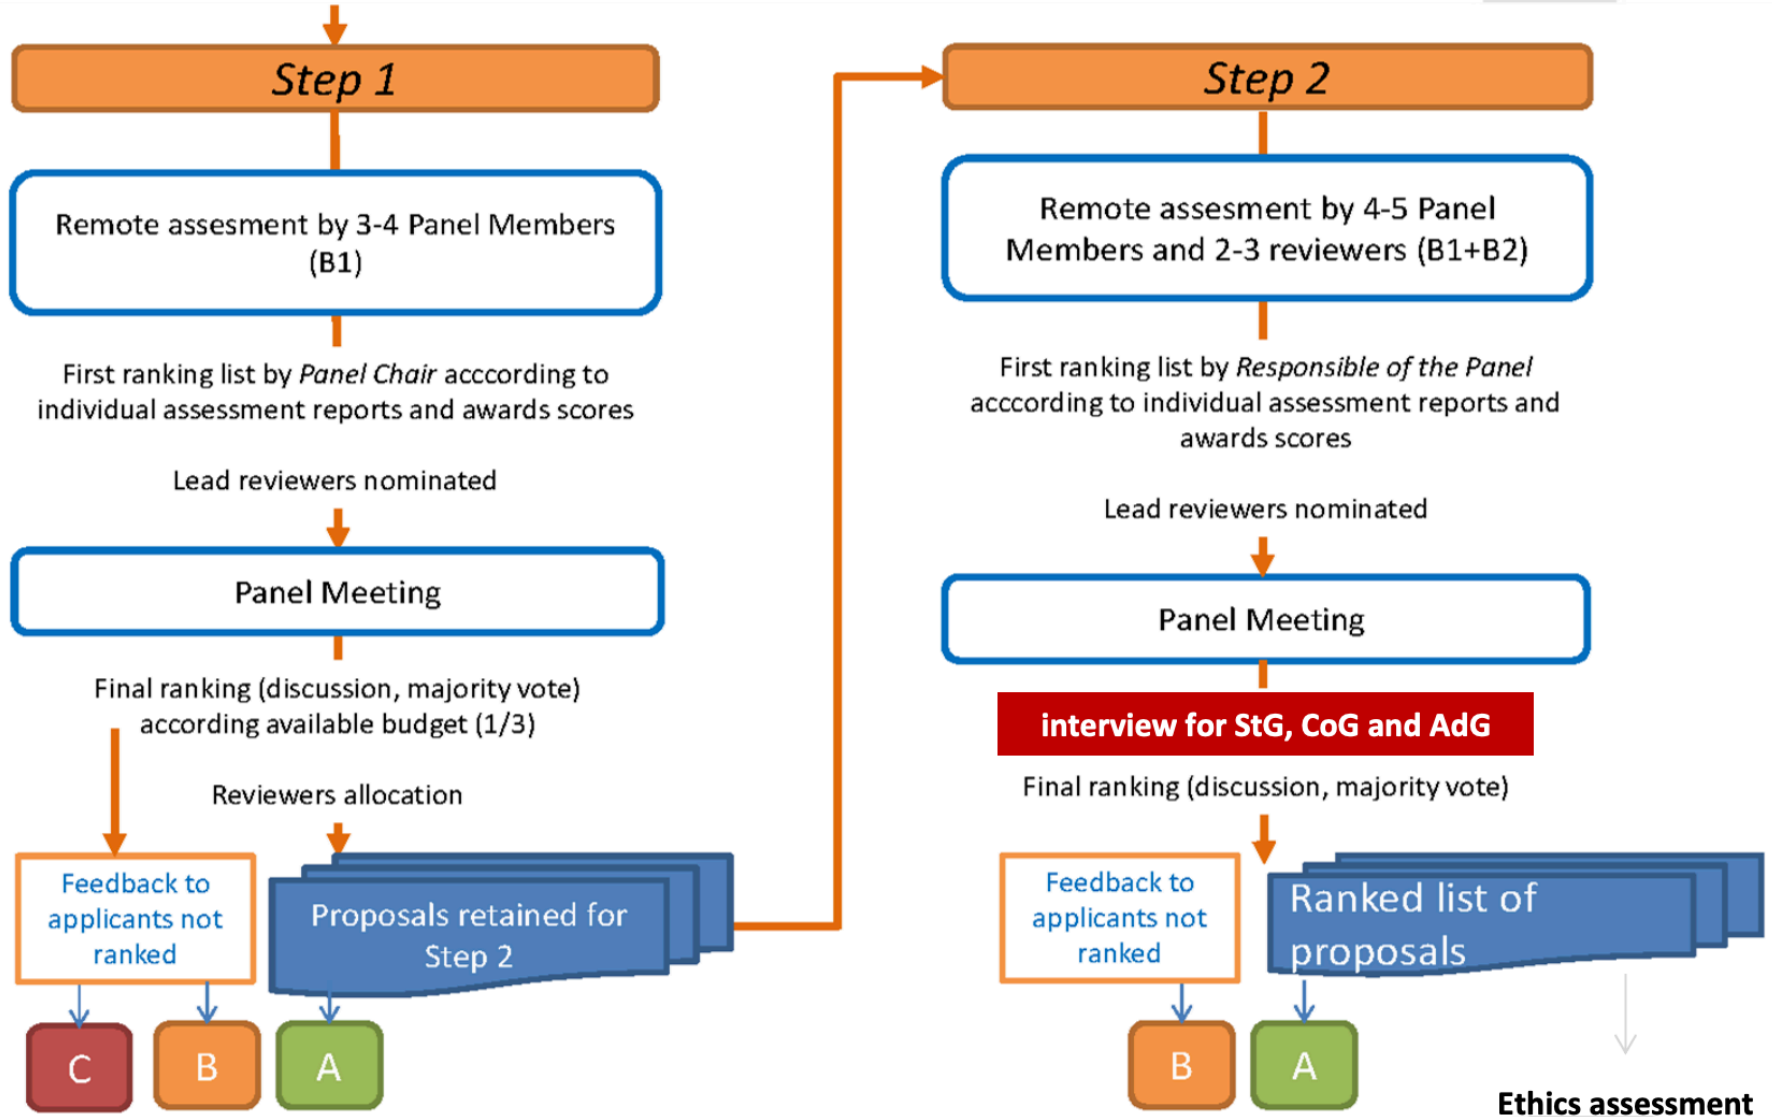 Step 1
Remote assesment by 3-4 Panel Members
(B1)
First ranking list by Panel Chair acccording to
individual assessment reports and awards scores
Lead reviewers nominated
Panel Meeting
Final ranking (discussion, majority vote)
according available budget (1/3)
Reviewers allocation
Feedback to
applicants not
ranked
Proposals retained for
Step 2
C
B
A
Step 2
Remote assesment by 4-5 Panel
Members and 2-3 reviewers (B1+B2)
First ranking list by Responsible of the Panel
acccording to individual assessment reports and
awards scores
Lead reviewers nominated
Panel Meeting
interview for StG, CoG and AdG
Final ranking (discussion, majority vote)
Feedback to
applicants not
ranked
Ranked list of
proposals
B
A
Ethics assessment